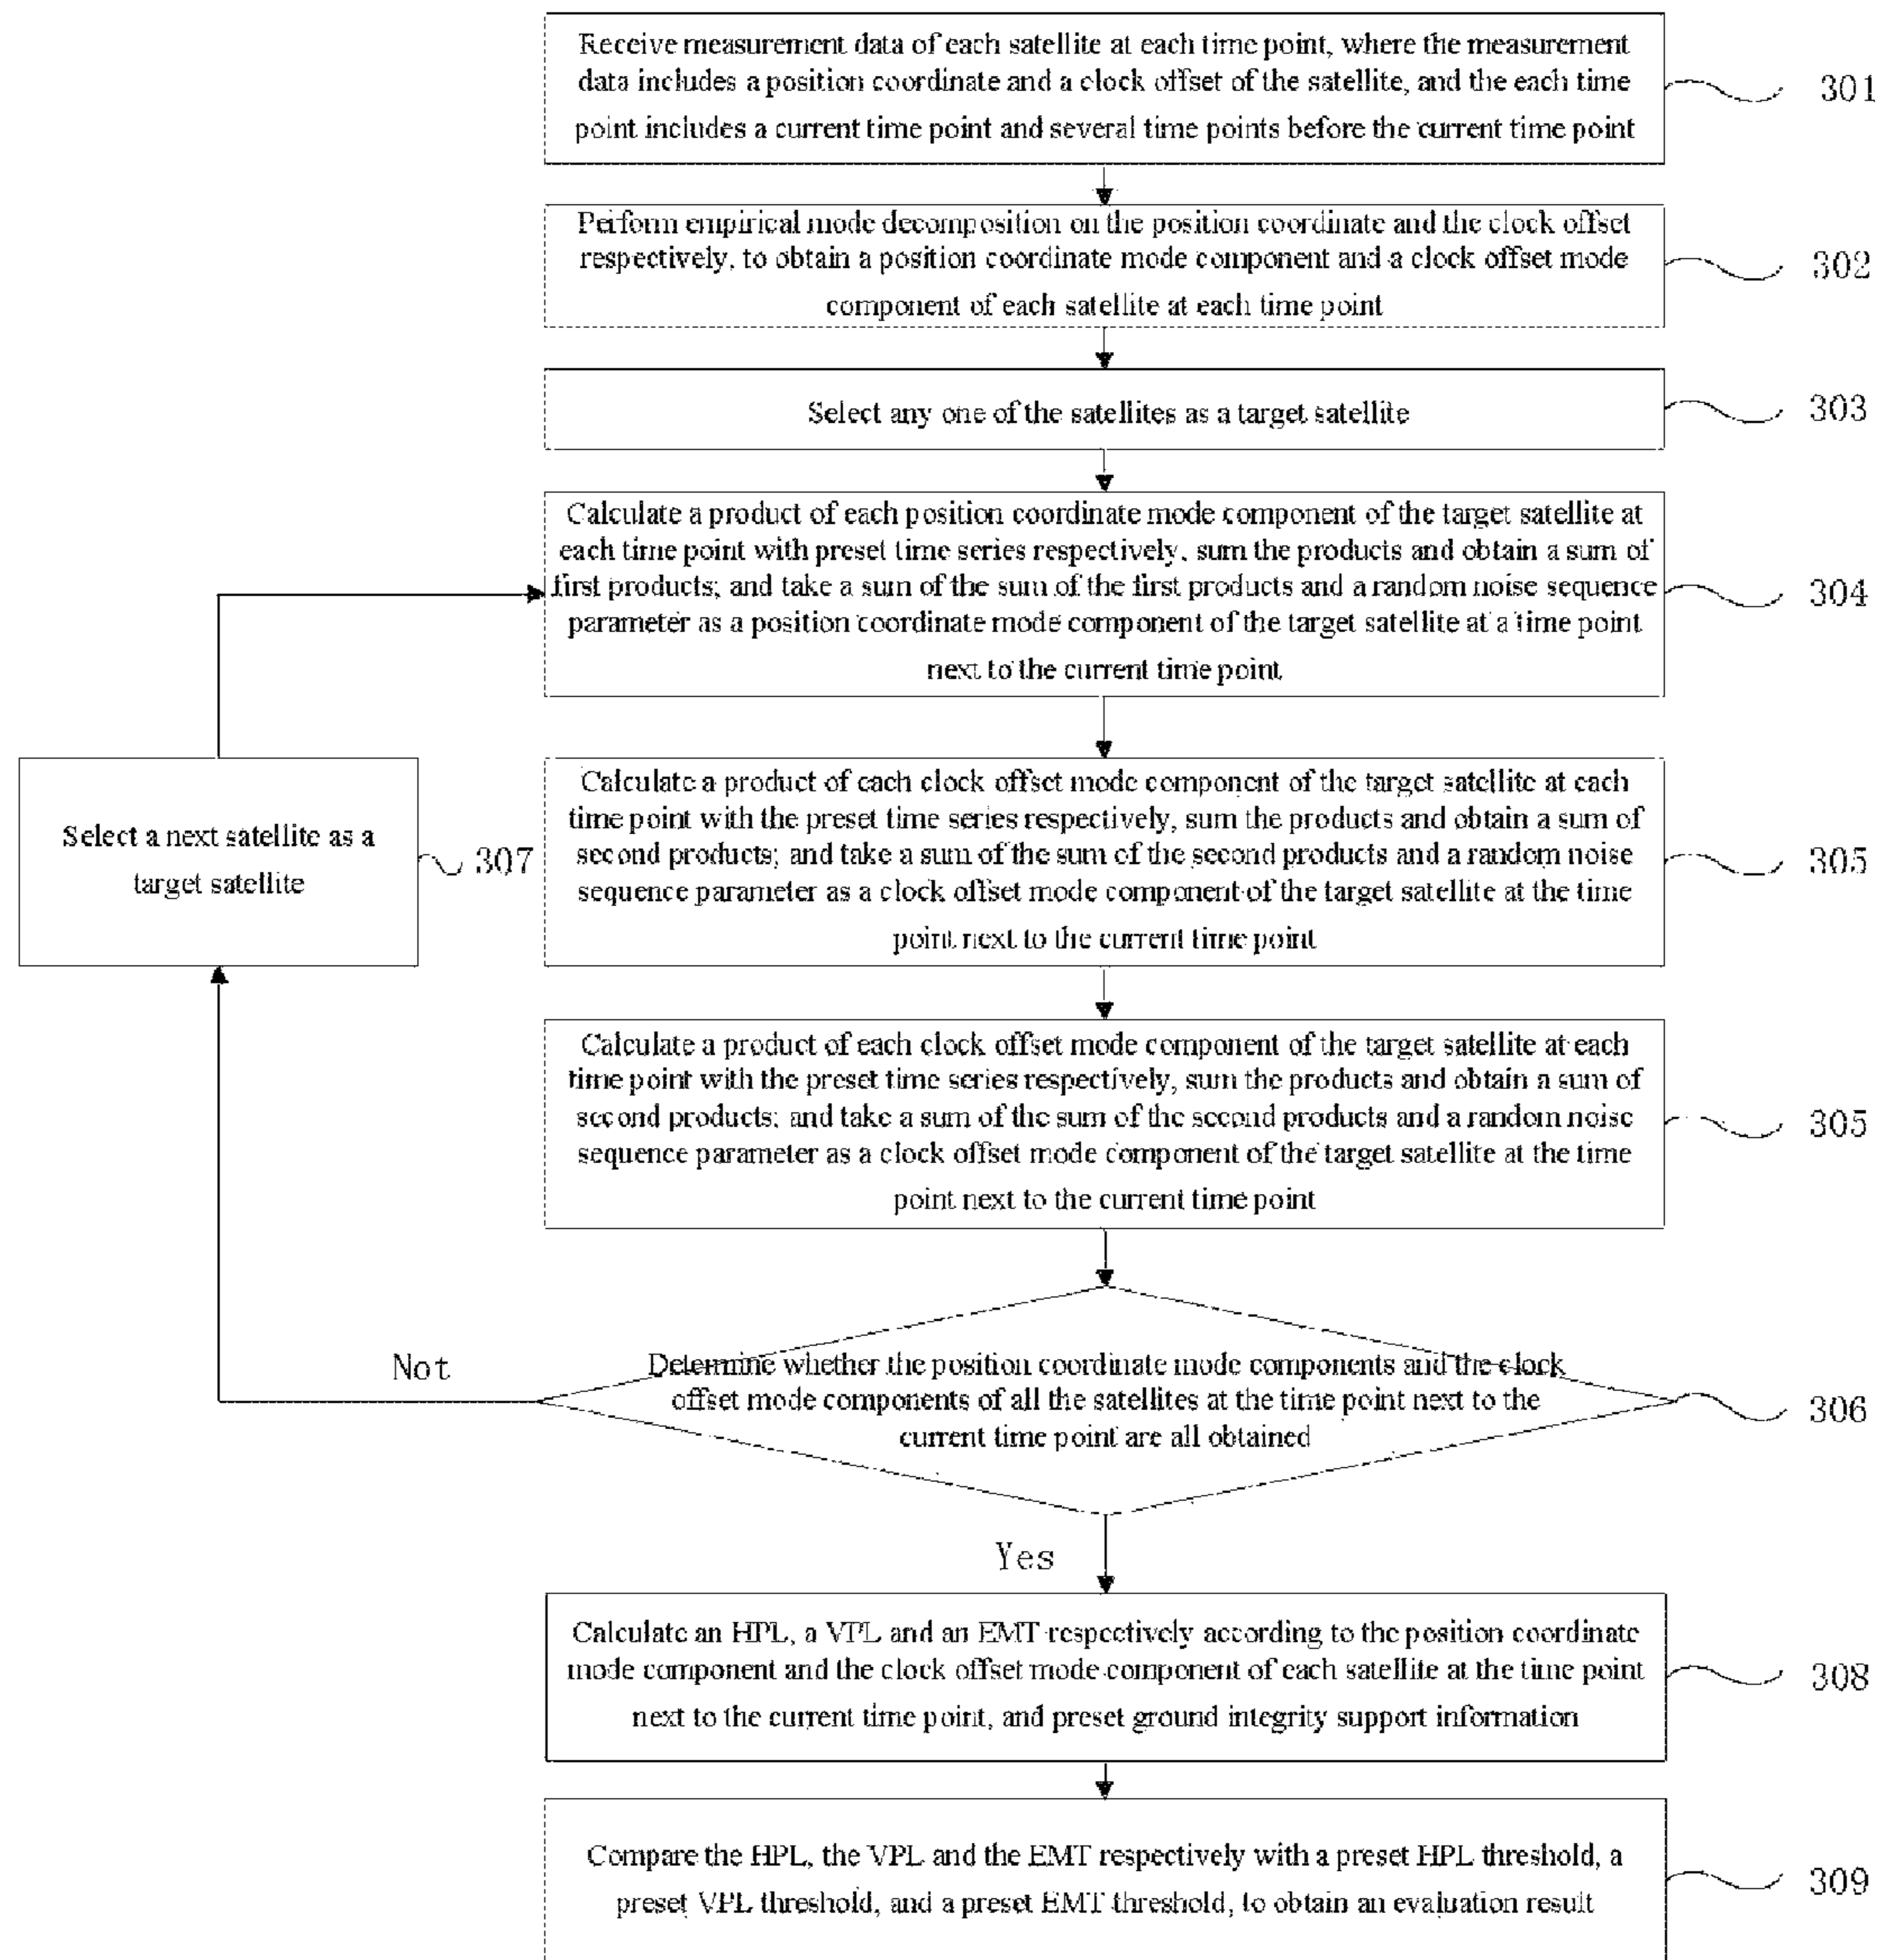 Receive measurement data of each satellite at each time point, where the measurement
data includes a position coordinate and a clock offset of the satellite, and the each time
point includes a current time point and several time points before the current time point
301
Perform empirical mode decomposition on the position coordinate and the clock offset
respectively, to obtain a position coordinate mode component and a clock offset mode
component of each satellite at each time point
302
Select any one of the satellites as a target satellite
303
Calculate a product of each position coordinate mode component of the target satellite at
each time point with preset time series respectively, sum the products and obtain a sum of
first products; and take a sum of the sum of the first products and a random noise sequence
parameter as a position coordinate mode component of the target satellite at a time point
next to the current time point
304
Calculate a product of each clock offset mode component of the target satellite at each
time point with the preset time series respectively, sum the products and obtain a sum of
second products; and take a sum of the sum of the second products and a random noise
sequence parameter as a clock offset mode component of the target satellite at the time
point next to the current time point
305
Select a next satellite as a
target satellite
307
Calculate a product of each clock offset mode component of the target satellite at each
time point with the preset time series respectively, sum the products and obtain a sum of
second products; and take a sum of the sum of the second products and a random noise
sequence parameter as a clock offset mode component of the target satellite at the time
point next to the current time point
305
Determine whether the position coordinate mode components and the clock
offset mode components of all the satellites at the time point next to the
current time point are all obtained
306
Not
Yes
Calculate an HPL, a VPL and an EMT respectively according to the position coordinate
mode component and the clock offset mode component of each satellite at the time point
next to the current time point, and preset ground integrity support information
308
Compare the HPL, the VPL and the EMT respectively with a preset HPL threshold, a
preset VPL threshold, and a preset EMT threshold, to obtain an evaluation result
309